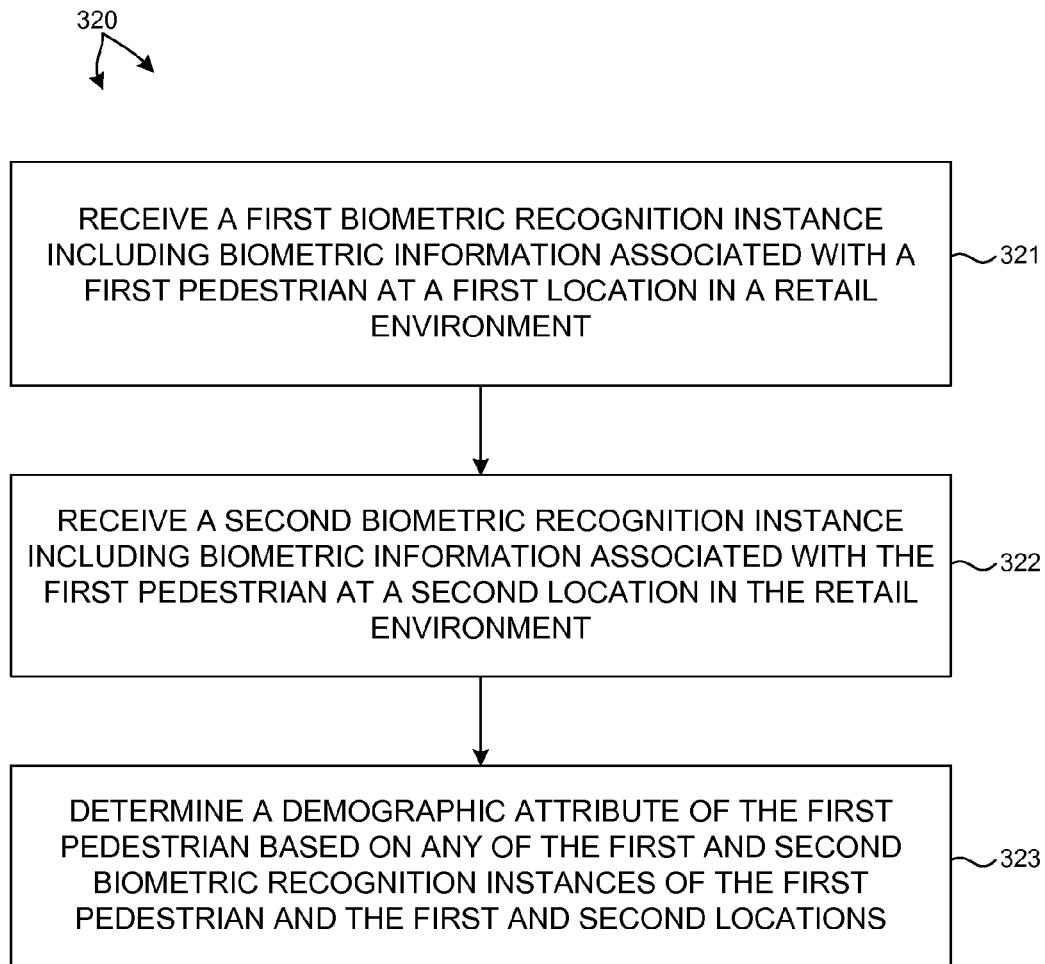 320
RECEIVE A FIRST BIOMETRIC RECOGNITION INSTANCE
INCLUDING BIOMETRIC INFORMATION ASSOCIATED WITH A
FIRST PEDESTRIAN AT A FIRST LOCATION IN A RETAIL
ENVIRONMENT
321
RECEIVE A SECOND BIOMETRIC RECOGNITION INSTANCE
INCLUDING BIOMETRIC INFORMATION ASSOCIATED WITH THE
FIRST PEDESTRIAN AT A SECOND LOCATION IN THE RETAIL
ENVIRONMENT
322
DETERMINE A DEMOGRAPHIC ATTRIBUTE OF THE FIRST
PEDESTRIAN BASED ON ANY OF THE FIRST AND SECOND
BIOMETRIC RECOGNITION INSTANCES OF THE FIRST
PEDESTRIAN AND THE FIRST AND SECOND LOCATIONS
323